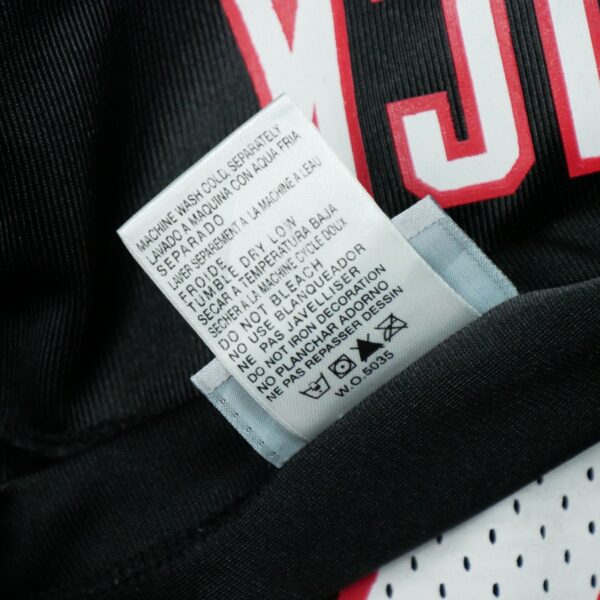 MACHINE WASH COLD. SEPARATELY
LAVADO A MAQUINA CON AQUA FRIA
SEPARADO
LAVER SEPAREMENT A LA MACHINE A L'EAU
FROIDE
TUMBLE DRY LOW
SECAR A TEMPERATURA BAJA
SECHER A LA MACHINE CYCLE DOUX
DO NOT BLEACH
NO USE BLANQUEADOR
NE PAS JAVELLISER
DO NOT IRON DECORATION
NO PLANCHAR ADORNO
NE PAS REPASSER DESSIN
W.O.5035